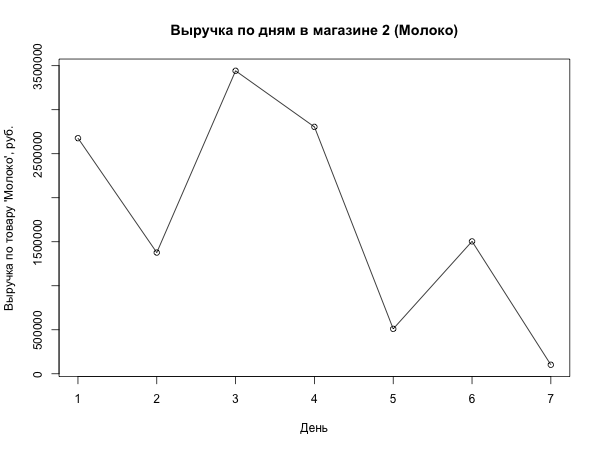 Выручка по дням в магазине 2 (Молоко)
Выручка по товару 'Молоко', руб.
3500000
2500000
1500000
500000
0
1 2 3 4 5 6 7
День